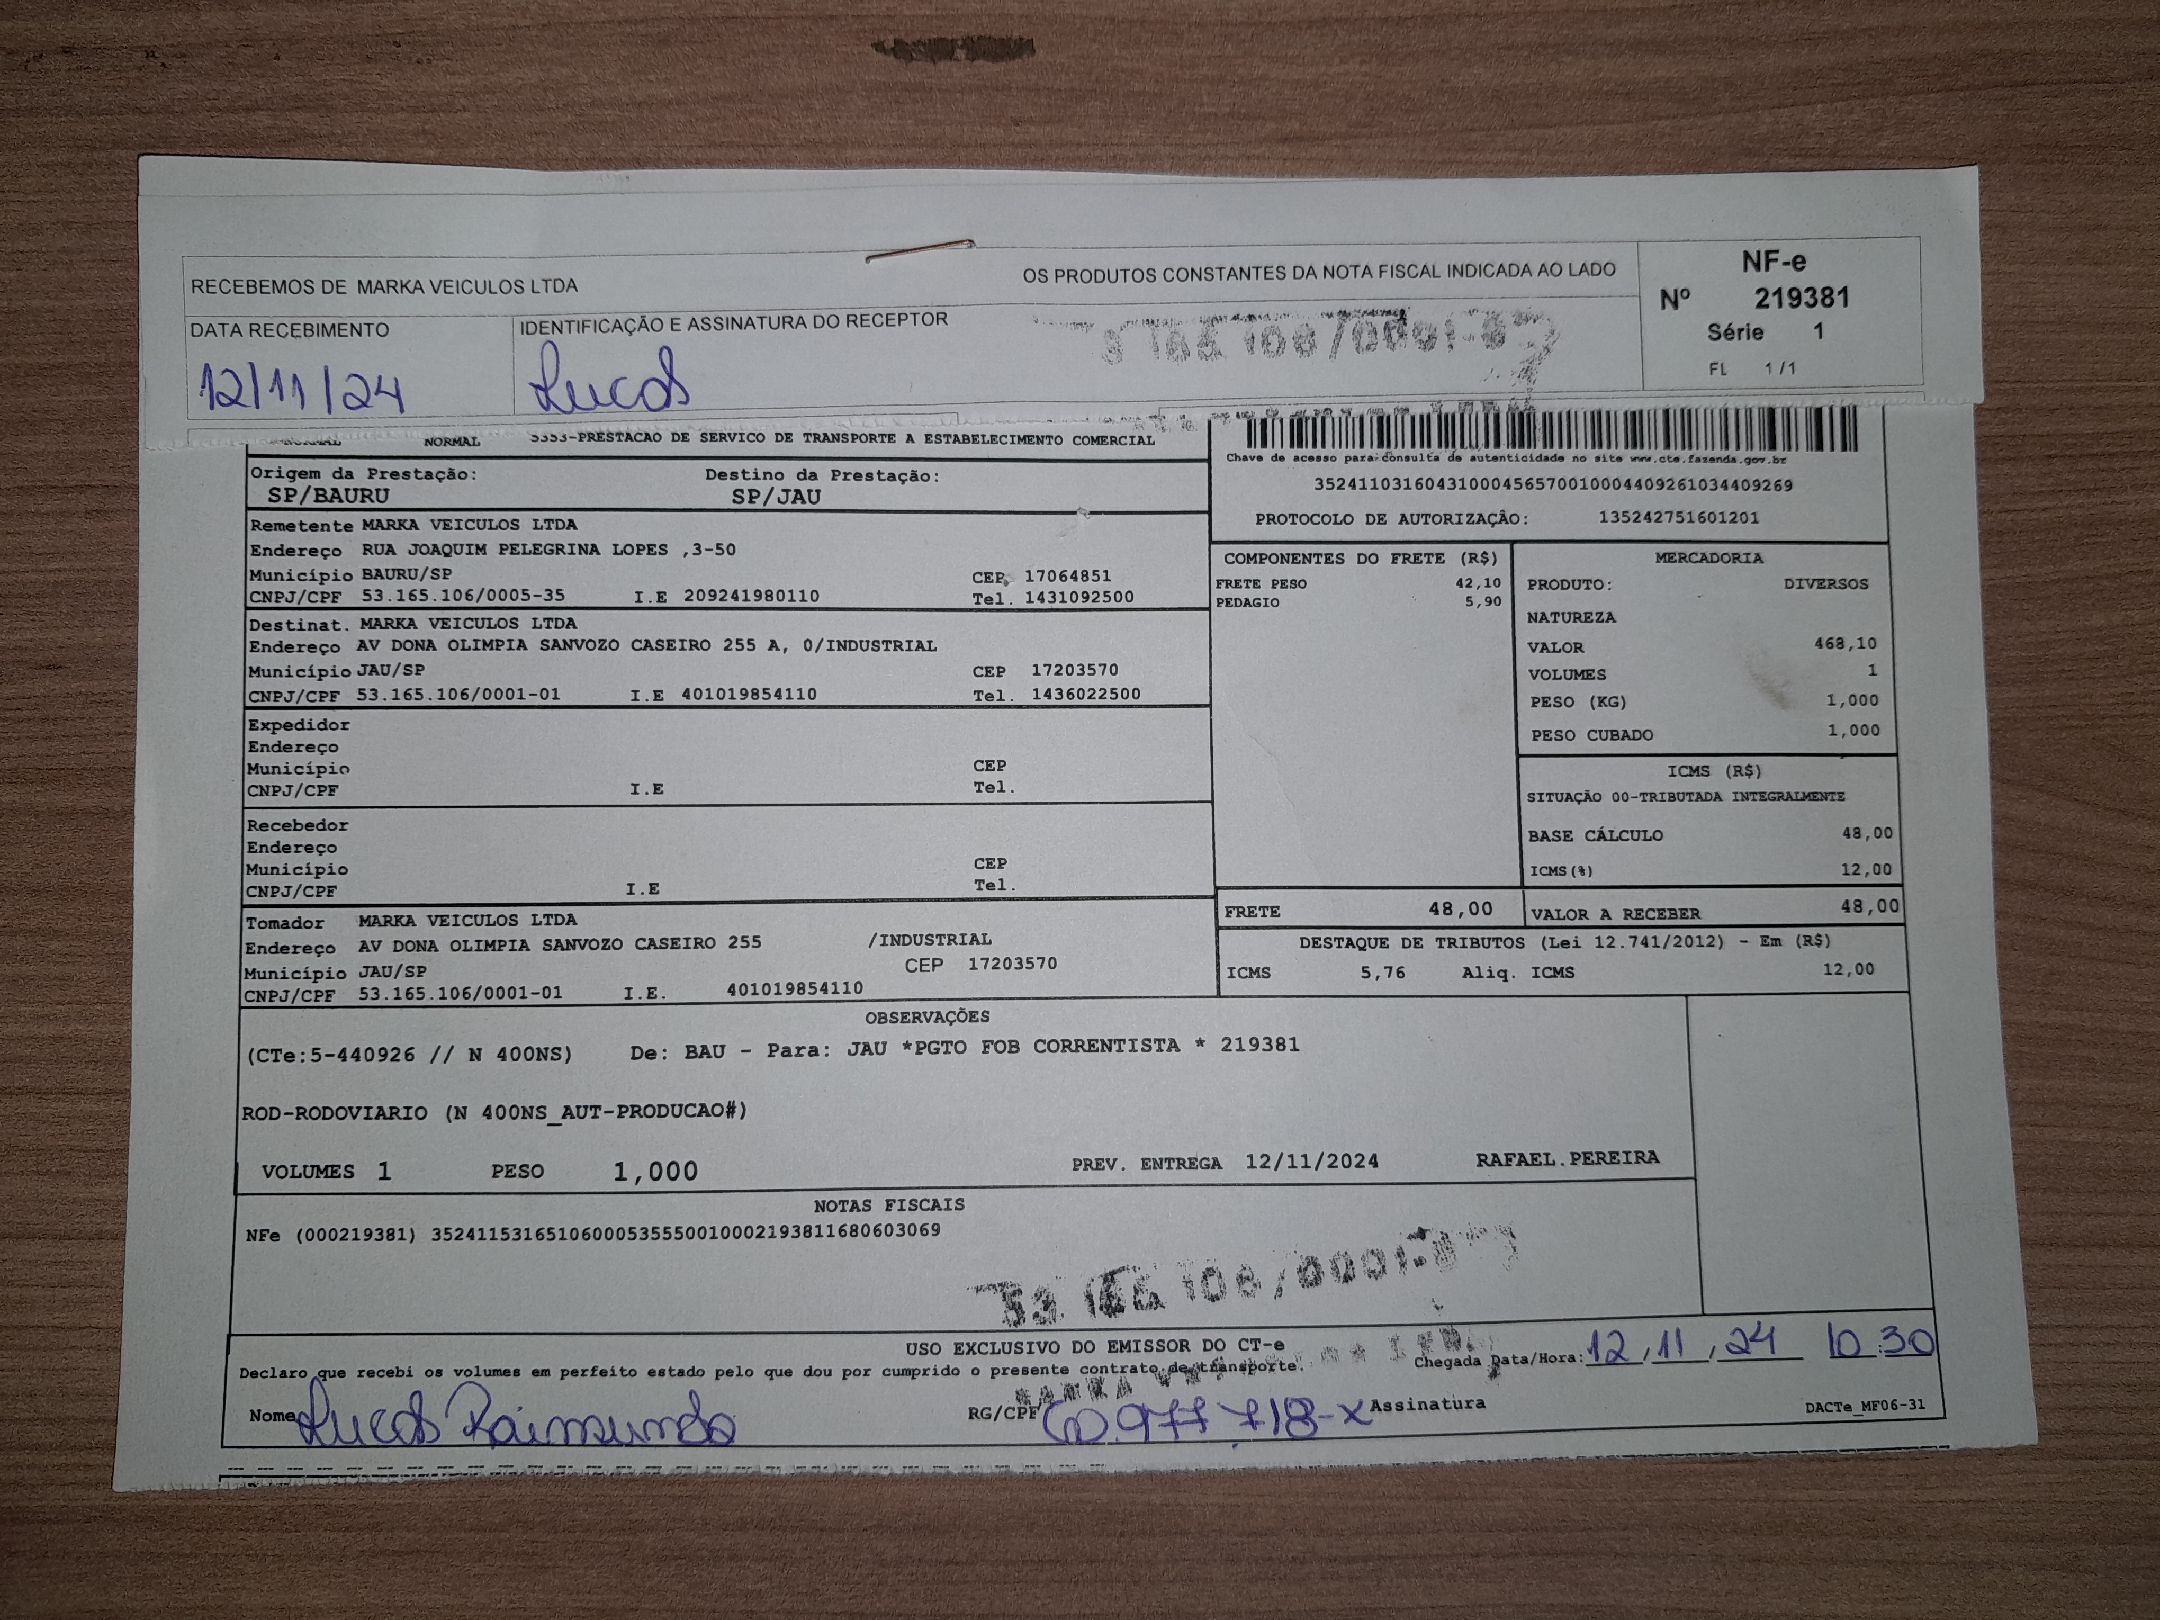 RECEBEMOS DE MARKA VEICULOS LTDA OS PRODUTOS CONSTANTES DA NOTA FISCAL INDICADA AO LADO
NF-e
Nº 219381
Série 1
FL 1/1
DATA RECEBIMENTO
12/11/24
IDENTIFICAÇÃO E ASSINATURA DO RECEPTOR
Lucas
NORMAL 5353-PRESTACAO DE SERVICO DE TRANSPORTE A ESTABELECIMENTO COMERCIAL
Origem da Prestação: Destino da Prestação:
SP/BAURU SP/JAU
Chave de acesso para consulta de autenticidade no site www.cte.fazenda.gov.br
35241103160431000456570010004409261034409269
PROTOCOLO DE AUTORIZAÇÃO: 135242751601201
Remetente MARKA VEICULOS LTDA
Endereço RUA JOAQUIM PELEGRINA LOPES ,3-50
Município BAURU/SP CEP 17064851
CNPJ/CPF 53.165.106/0005-35 I.E 209241980110 Tel. 1431092500
Destinat. MARKA VEICULOS LTDA
Endereço AV DONA OLIMPIA SANVOZO CASEIRO 255 A, 0/INDUSTRIAL
Município JAU/SP CEP 17203570
CNPJ/CPF 53.165.106/0001-01 I.E 401019854110 Tel. 1436022500
Expedidor
Endereço
Município CEP
CNPJ/CPF I.E Tel.
Recebedor
Endereço
Município CEP
CNPJ/CPF I.E Tel.
Tomador MARKA VEICULOS LTDA
Endereço AV DONA OLIMPIA SANVOZO CASEIRO 255 /INDUSTRIAL
Município JAU/SP CEP 17203570
CNPJ/CPF 53.165.106/0001-01 I.E. 401019854110
COMPONENTES DO FRETE (R$)
FRETE PESO 42,10
PEDAGIO 5,90
MERCADORIA
PRODUTO: DIVERSOS
NATUREZA
VALOR 468,10
VOLUMES 1
PESO (KG) 1,000
PESO CUBADO 1,000
ICMS (R$)
SITUAÇÃO 00-TRIBUTADA INTEGRALMENTE
BASE CÁLCULO 48,00
ICMS(%) 12,00
FRETE 48,00 VALOR A RECEBER 48,00
DESTAQUE DE TRIBUTOS (Lei 12.741/2012) - Em (R$)
ICMS 5,76 Aliq. ICMS 12,00
OBSERVAÇÕES
(CTe:5-440926 // N 400NS) De: BAU - Para: JAU *PGTO FOB CORRENTISTA * 219381
ROD-RODOVIARIO (N 400NS_AUT-PRODUCAO#)
VOLUMES 1 PESO 1,000 PREV. ENTREGA 12/11/2024 RAFAEL.PEREIRA
NOTAS FISCAIS
NFe (000219381) 35241153165106000535550010002193811680603069
USO EXCLUSIVO DO EMISSOR DO CT-e
Declaro que recebi os volumes em perfeito estado pelo que dou por cumprido o presente contrato de transporte. Chegada Data/Hora: 12,11,24 10:30
Nome Lucas Raimundo RG/CPF 60.977.718-x Assinatura DACTe_MF06-31